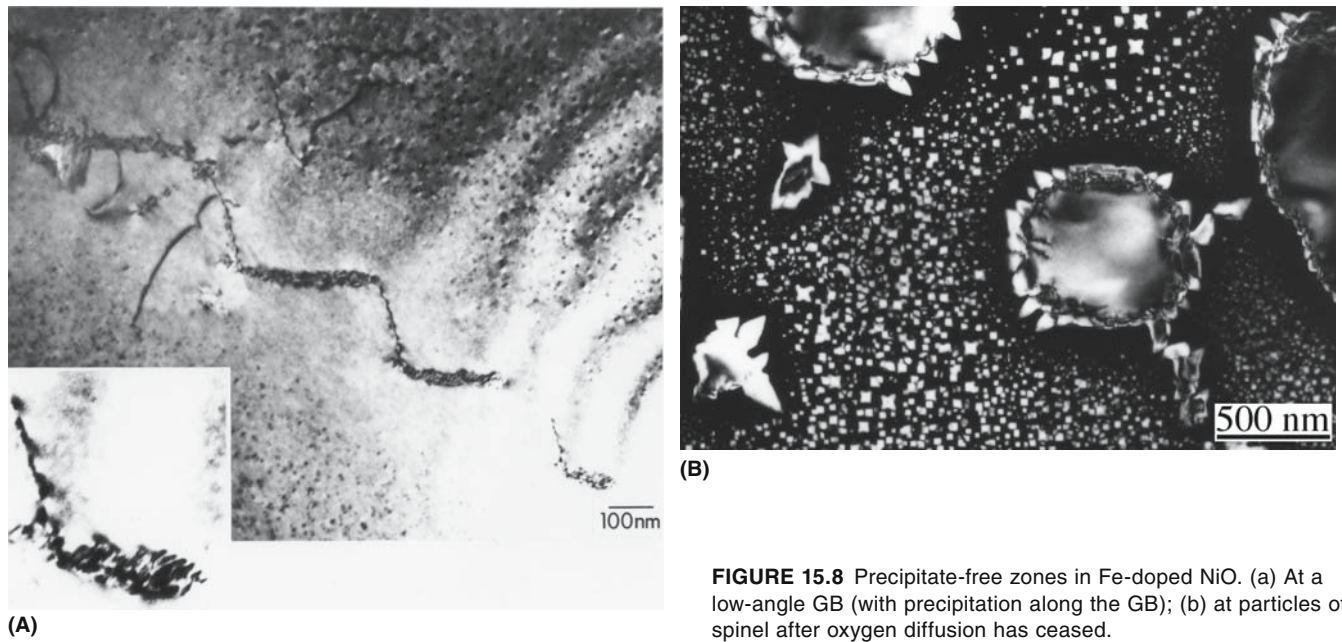 100nm
(A)
500 nm
(B)
FIGURE 15.8 Precipitate-free zones in Fe-doped NiO. (a) At a
low-angle GB (with precipitation along the GB); (b) at particles of
spinel after oxygen diffusion has ceased.